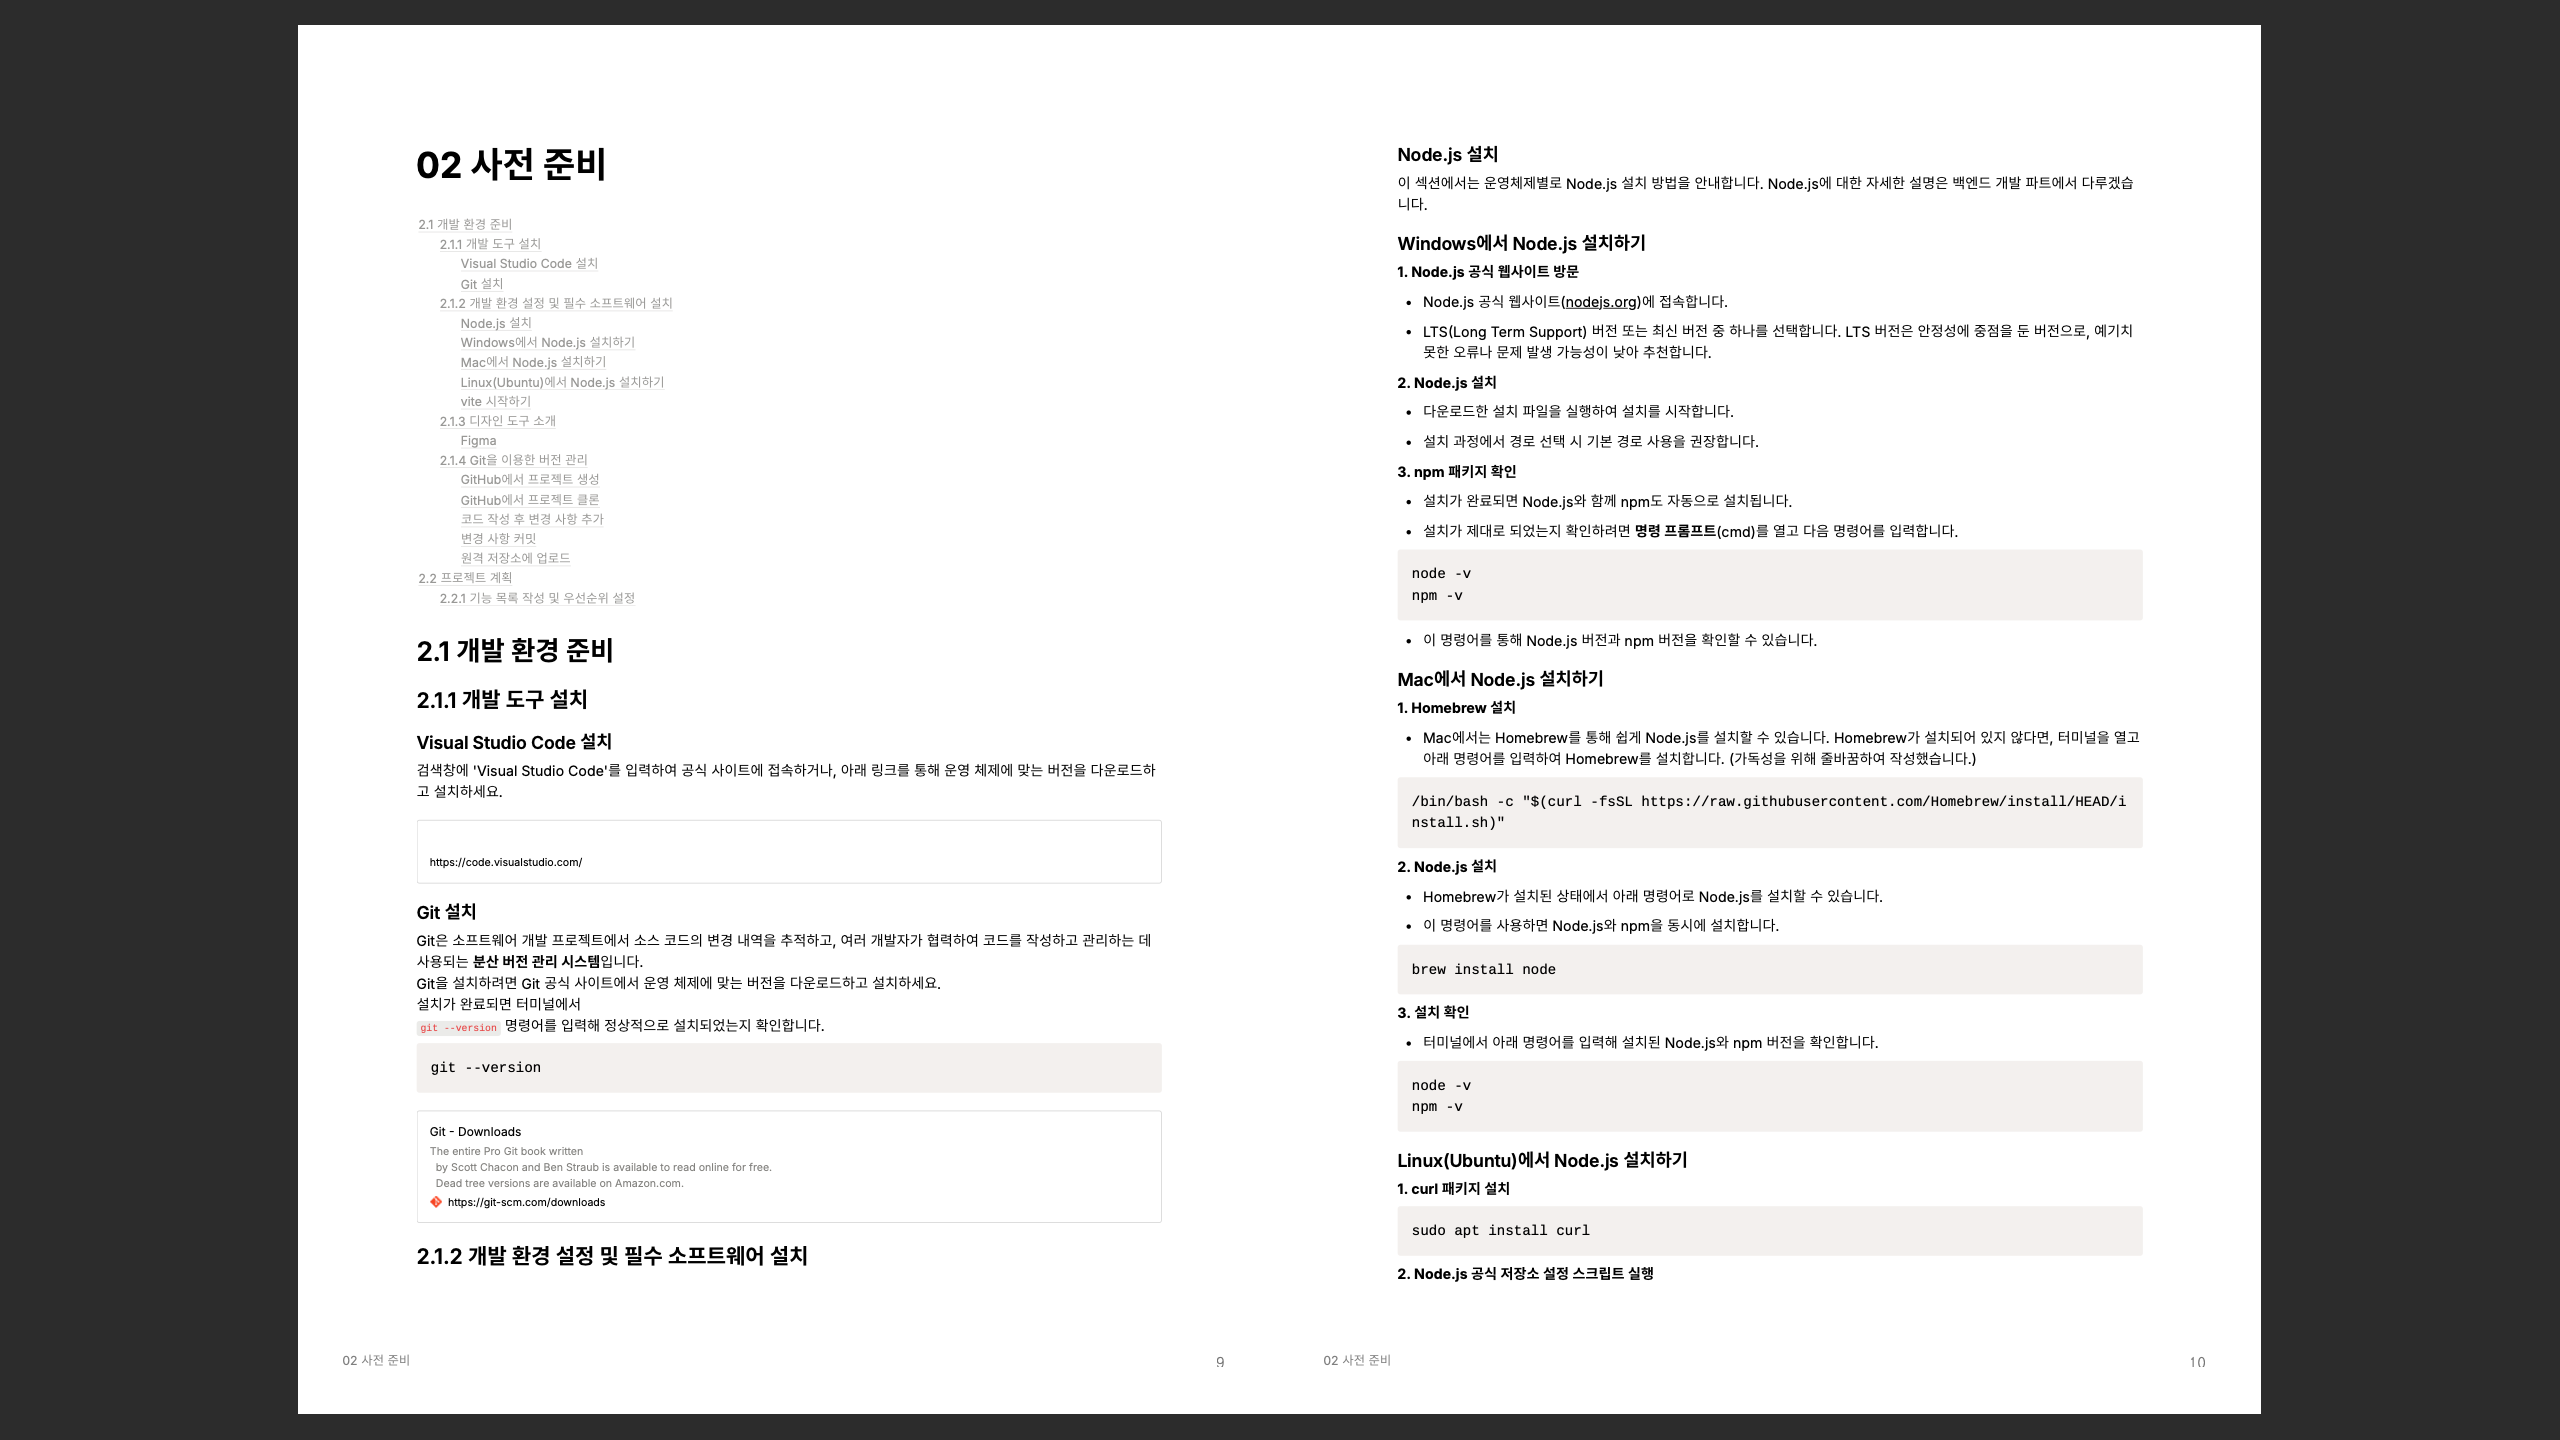 02 사전 준비
2.1 개발 환경 준비
2.1.1 개발 도구 설치
Visual Studio Code 설치
Git 설치
2.1.2 개발 환경 설정 및 필수 소프트웨어 설치
Node.js 설치
Windows에서 Node.js 설치하기
Mac에서 Node.js 설치하기
Linux(Ubuntu)에서 Node.js 설치하기
vite 시작하기
2.1.3 디자인 도구 소개
Figma
2.1.4 Git을 이용한 버전 관리
GitHub에서 프로젝트 생성
GitHub에서 프로젝트 클론
코드 작성 후 변경 사항 추가
변경 사항 커밋
원격 저장소에 업로드
2.2 프로젝트 계획
2.2.1 기능 목록 작성 및 우선순위 설정
2.1 개발 환경 준비
2.1.1 개발 도구 설치
Visual Studio Code 설치
검색창에 'Visual Studio Code'를 입력하여 공식 사이트에 접속하거나, 아래 링크를 통해 운영 체제에 맞는 버전을 다운로드하
고 설치하세요.
https://code.visualstudio.com/
Git 설치
Git은 소프트웨어 개발 프로젝트에서 소스 코드의 변경 내역을 추적하고, 여러 개발자가 협력하여 코드를 작성하고 관리하는 데
사용되는 분산 버전 관리 시스템입니다.
Git을 설치하려면 Git 공식 사이트에서 운영 체제에 맞는 버전을 다운로드하고 설치하세요.
설치가 완료되면 터미널에서
git --version 명령어를 입력해 정상적으로 설치되었는지 확인합니다.
git --version
Git - Downloads
The entire Pro Git book written
by Scott Chacon and Ben Straub is available to read online for free.
Dead tree versions are available on Amazon.com.
https://git-scm.com/downloads
2.1.2 개발 환경 설정 및 필수 소프트웨어 설치
02 사전 준비
9
Node.js 설치
이 섹션에서는 운영체제별로 Node.js 설치 방법을 안내합니다. Node.js에 대한 자세한 설명은 백엔드 개발 파트에서 다루겠습
니다.
Windows에서 Node.js 설치하기
1. Node.js 공식 웹사이트 방문
• Node.js 공식 웹사이트(nodejs.org)에 접속합니다.
• LTS(Long Term Support) 버전 또는 최신 버전 중 하나를 선택합니다. LTS 버전은 안정성에 중점을 둔 버전으로, 예기치
못한 오류나 문제 발생 가능성이 낮아 추천합니다.
2. Node.js 설치
• 다운로드한 설치 파일을 실행하여 설치를 시작합니다.
• 설치 과정에서 경로 선택 시 기본 경로 사용을 권장합니다.
3. npm 패키지 확인
• 설치가 완료되면 Node.js와 함께 npm도 자동으로 설치됩니다.
• 설치가 제대로 되었는지 확인하려면 명령 프롬프트(cmd)를 열고 다음 명령어를 입력합니다.
node -v
npm -v
• 이 명령어를 통해 Node.js 버전과 npm 버전을 확인할 수 있습니다.
Mac에서 Node.js 설치하기
1. Homebrew 설치
• Mac에서는 Homebrew를 통해 쉽게 Node.js를 설치할 수 있습니다. Homebrew가 설치되어 있지 않다면, 터미널을 열고
아래 명령어를 입력하여 Homebrew를 설치합니다. (가독성을 위해 줄바꿈하여 작성했습니다.)
/bin/bash -c "$(curl -fsSL https://raw.githubusercontent.com/Homebrew/install/HEAD/i
nstall.sh)"
2. Node.js 설치
• Homebrew가 설치된 상태에서 아래 명령어로 Node.js를 설치할 수 있습니다.
• 이 명령어를 사용하면 Node.js와 npm을 동시에 설치합니다.
brew install node
3. 설치 확인
• 터미널에서 아래 명령어를 입력해 설치된 Node.js와 npm 버전을 확인합니다.
node -v
npm -v
Linux(Ubuntu)에서 Node.js 설치하기
1. curl 패키지 설치
sudo apt install curl
2. Node.js 공식 저장소 설정 스크립트 실행
02 사전 준비
10